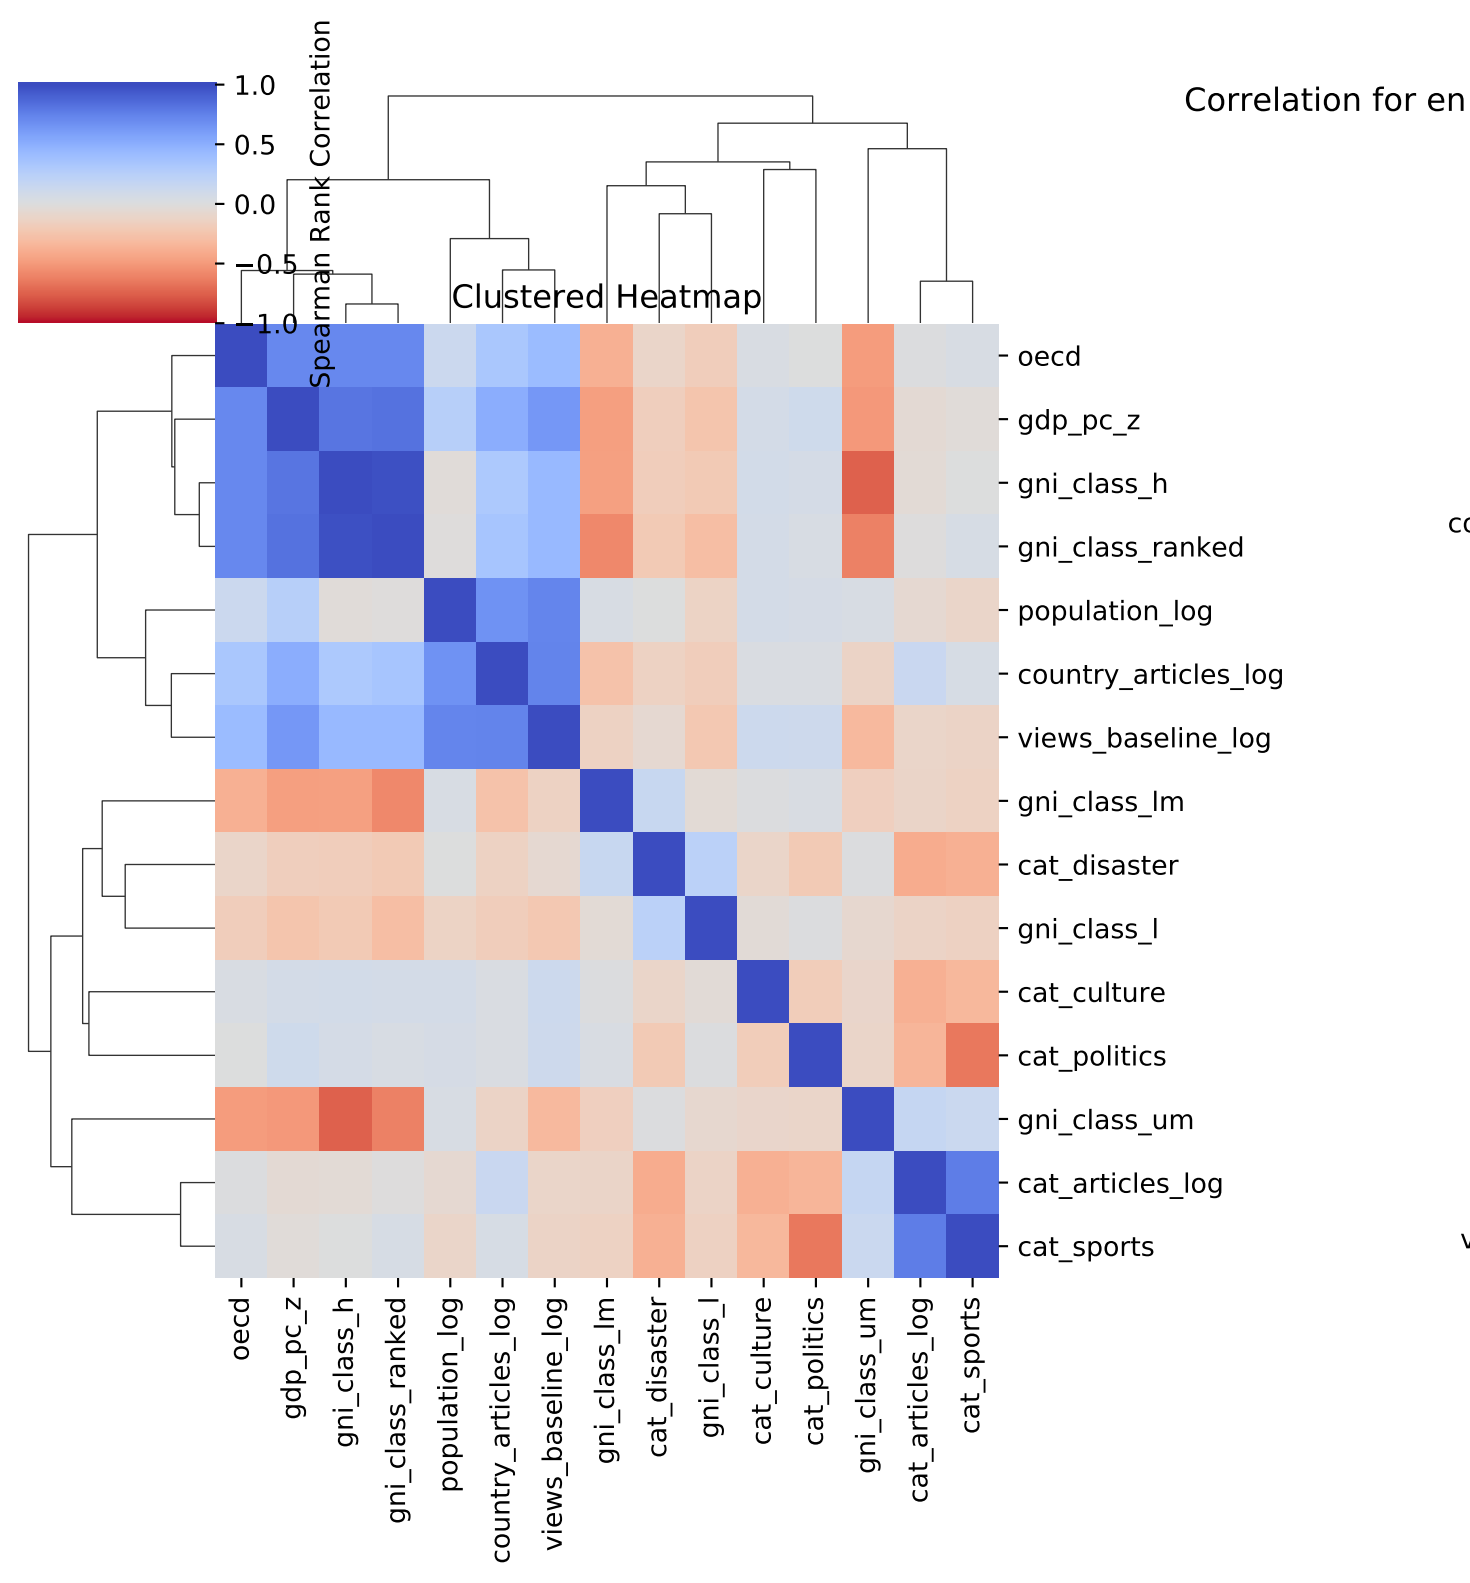 Correlation for en
Spearman Rank Correlation
1.0
0.5
0.0
−0.5
−1.0
Clustered Heatmap
oecd
gdp_pc_z
gni_class_h
gni_class_ranked
population_log
country_articles_log
views_baseline_log
gni_class_lm
cat_disaster
gni_class_l
cat_culture
cat_politics
gni_class_um
cat_articles_log
cat_sports
co
v
oecd
gdp_pc_z
gni_class_h
gni_class_ranked
population_log
country_articles_log
views_baseline_log
gni_class_lm
cat_disaster
gni_class_l
cat_culture
cat_politics
gni_class_um
cat_articles_log
cat_sports